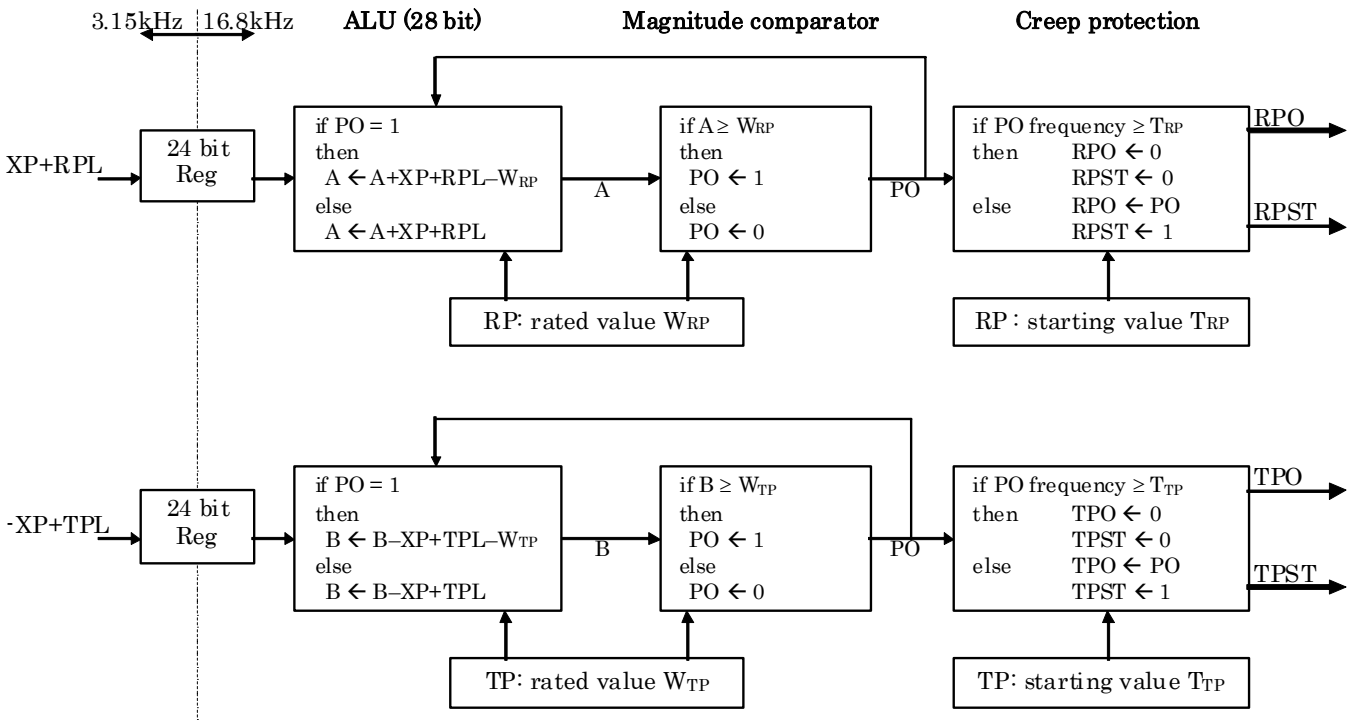 3.15kHz 16.8kHz ALU (28 bit) Magnitude comparator Creep protection
XP+RPL
24 bit
Reg
if PO = 1
then
A ← A+XP+RPL–WRP
else
A ← A+XP+RPL
A
if A ≥ WRP
then
PO ← 1
else
PO ← 0
PO
if PO frequency ≥ TRP
then RPO ← 0
RPST ← 0
else RPO ← PO
RPST ← 1
RPO
RPST
RP: rated value WRP
RP : starting value TRP
-XP+TPL
24 bit
Reg
if PO = 1
then
B ← B–XP+TPL–WTP
else
B ← B–XP+TPL
B
if B ≥ WTP
then
PO ← 1
else
PO ← 0
PO
if PO frequency ≥ TTP
then TPO ← 0
TPST ← 0
else TPO ← PO
TPST ← 1
TPO
TPST
TP: rated value WTP
TP: starting value TTP